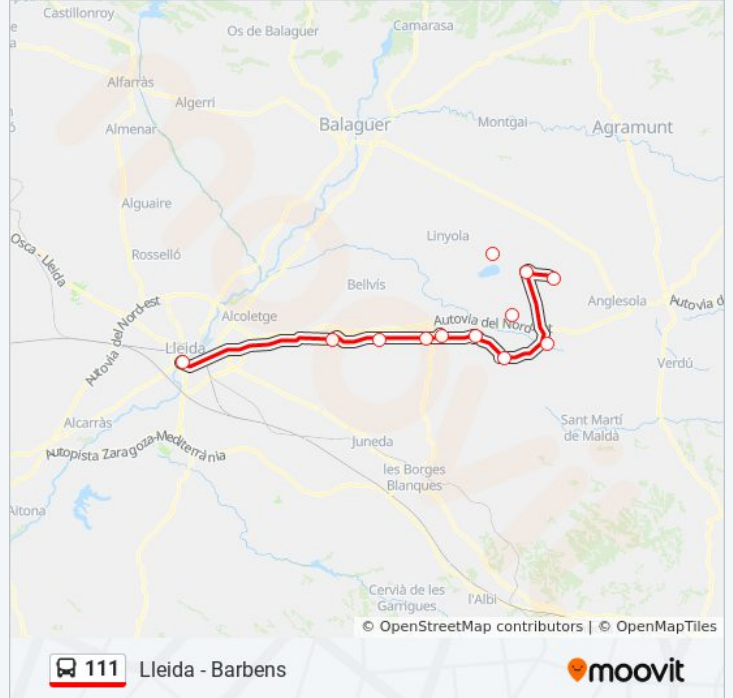 Castillonroy
Os de Balaguer
Camarasa
Alfarràs
Algerri
Almenar
Balaguer
Montgai
Agramunt
Alguaire
Linyola
Osca - Lleida
Rosselló
Bellvís
Anglesola
Autovia d
Autovia del Nord-est
Alcoletge
Autovia del Nord
Lleida
Verdú
Alcarràs
Sant Martí
de Maldà
Autopista Zaragoza-Mediterránia
Juneda
les Borges
Blanques
Aitona
Cervià de les
Garrigues
l'Albi
© OpenStreetMap contributors | © OpenMapTiles
111 Lleida - Barbens
moovit
moovit